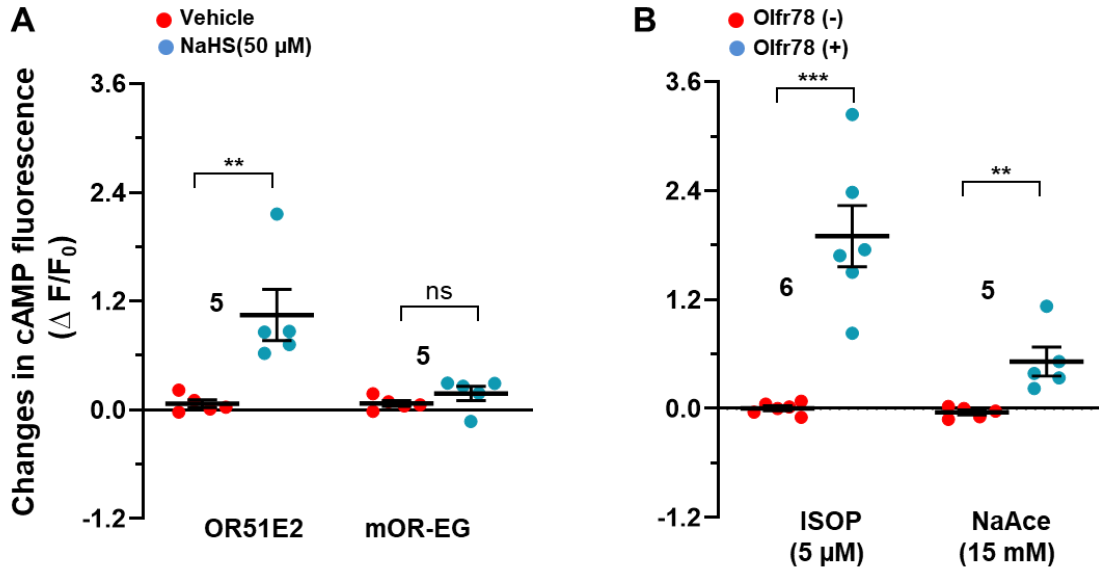 A
Vehicle
NaHS(50 µM)
Changes in cAMP fluorescence
(Δ F/F0)
3.6
2.4
1.2
0.0
-1.2
**
5
ns
5
OR51E2
mOR-EG
B
Olfr78 (-)
Olfr78 (+)
3.6
2.4
1.2
0.0
-1.2
***
6
**
5
ISOP
(5 µM)
NaAce
(15 mM)